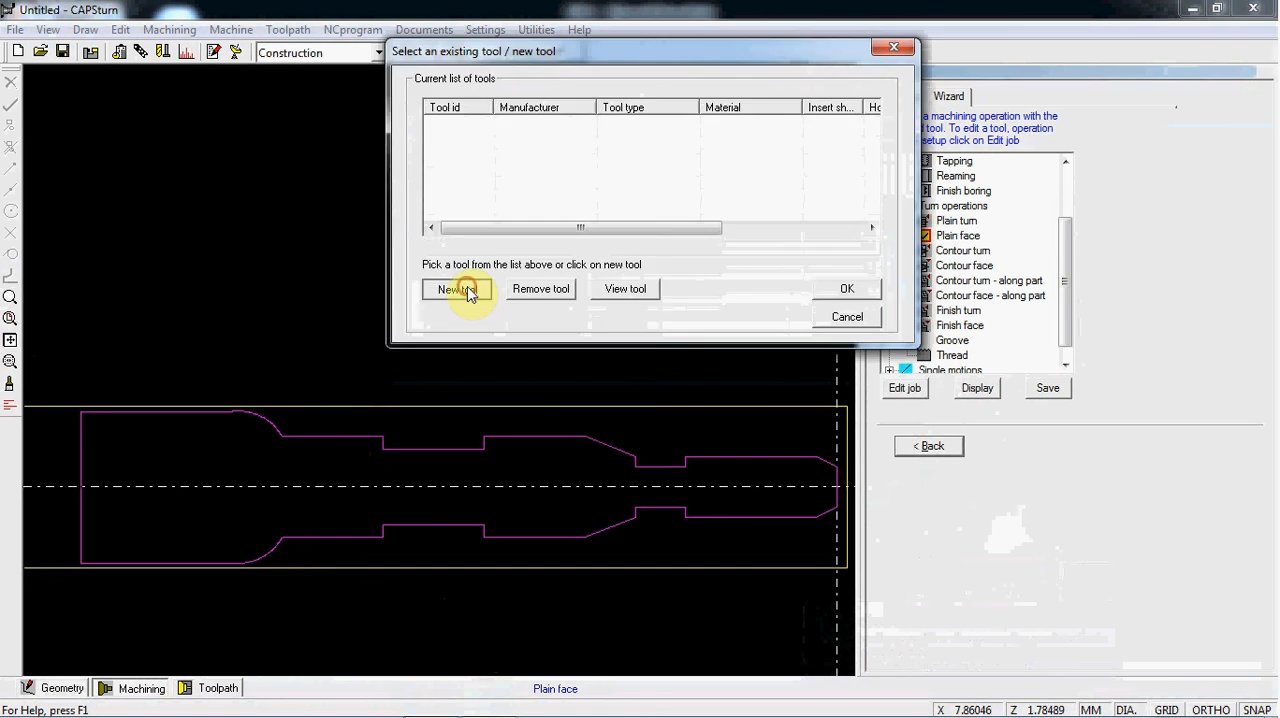 Untitled - CAPSturn
File View Draw Edit Machining Machine Toolpath NCprogram Documents Settings Utilities Help
Construction
Select an existing tool / new tool
Current list of tools
Tool id Manufacturer Tool type Material Insert sh... Ho
Pick a tool from the list above or click on new tool
New tool Remove tool View tool OK
Cancel
Wizard
a machining operation with the
tool. To edit a tool, operation
setup click on Edit job
Tapping
Reaming
Finish boring
Turn operations
Plain turn
Plain face
Contour turn
Contour face
Contour turn - along part
Contour face - along part
Finish turn
Finish face
Groove
Thread
Single motions
Edit job Display Save
< Back
Geometry Machining Toolpath Plain face
For Help, press F1 X 7.86046 Z 1.78489 MM DIA. GRID ORTHO SNAP